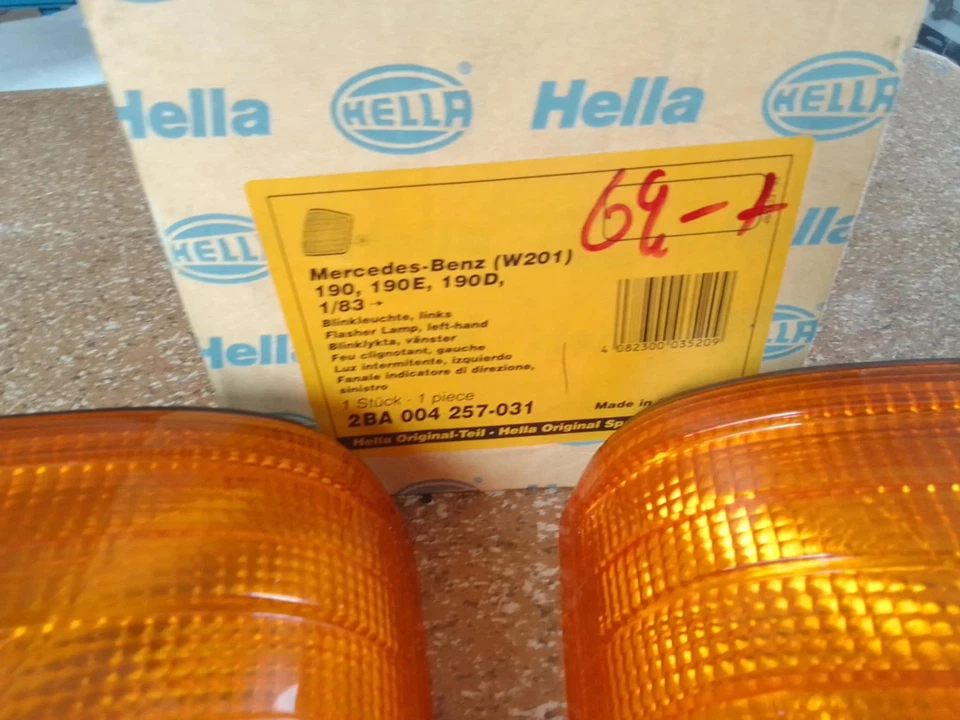 Hella HELLA ® Hella HELLA
HELLA
Hella
HELLA
Hella
69 - +
Mercedes-Benz (W201)
190, 190E, 190D,
1/83 →
Blinkleuchte, links
Flasher Lamp, left-hand
Blinklykta, vänster
Feu clignotant, gauche
Luz intermitente, izquierdo
Fanale indicatore di direzione,
sinistro
1 Stück - 1 piece
2BA 004 257-031
4 082300 035209
Made in
Hella Original-Teil - Hella Original